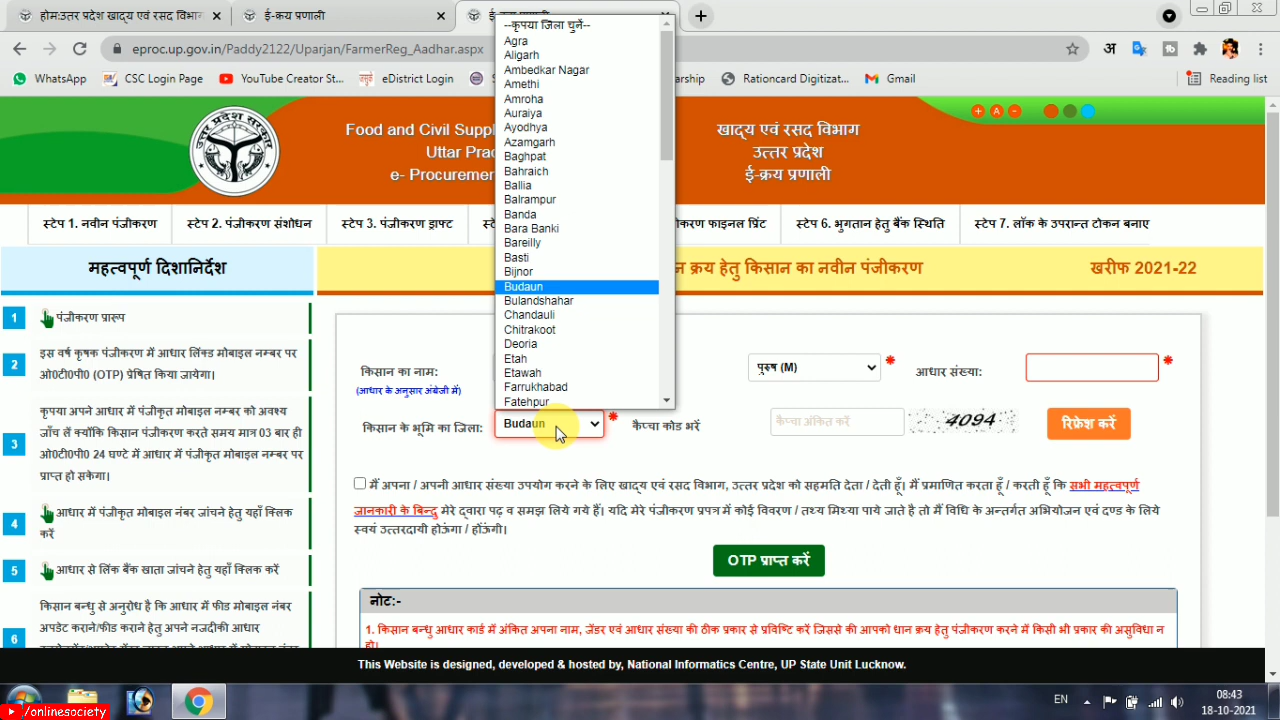 होम:उतर प्रदेश खाद्य एवं रसद विभाग
ई-क्रय प्रणाली
eproc.up.gov.in/Paddy2122/Uparjan/FarmerReg_Aadhar.aspx
अ
WhatsApp
CSC Login Page
YouTube Creator St...
eDistrict Login
Rationcard Digitizat...
Gmail
Reading list
Food and Civil
Uttar
e- Procuremen
खाद्य एवं रसद विभाग
उत्तर प्रदेश
ई-क्रय प्रणाली
+ A -
स्टेप 1. नवीन पंजीकरण
स्टेप 2. पंजीकरण संशोधन
स्टेप 3. पंजीकरण ड्राफ्ट
फाइनल प्रिंट
स्टेप 6. भुगतान हेतु बैंक स्थिति
स्टेप 7. लॉक के उपरान्त टोकन बनाए
महत्वपूर्ण दिशानिर्देश
क्रय हेतु किसान का नवीन पंजीकरण
खरीफ 2021-22
1 पंजीकरण प्रारूप
2 इस वर्ष कृषक पंजीकरण में आधार लिंक्ड मोबाइल नम्बर पर
ओ0टी0पी0 (OTP) प्रेषित किया जायेगा।
3 कृपया अपने आधार में पंजीकृत मोबाइल नम्बर को अवश्य
जाँच लें क्योंकि किसान पंजीकरण करते समय मात्र 03 बार ही
ओ0टी0पी0 24 घण्टे में आधार में पंजीकृत मोबाइल नम्बर पर
प्राप्त हो सकेगा।
4 आधार में पंजीकृत मोबाइल नंबर जांचने हेतु यहाँ क्लिक
करें
5 आधार से लिंक बैंक खाता जांचने हेतु यहाँ क्लिक करें
6 किसान बन्धु से अनुरोध है कि आधार में फीड मोबाइल नंबर
अपडेट कराने/फीड कराने हेतु अपने नजदीकी आधार
--कृपया जिला चुनें--
Agra
Aligarh
Ambedkar Nagar
Amethi
Amroha
Auraiya
Ayodhya
Azamgarh
Baghpat
Bahraich
Ballia
Balrampur
Banda
Bara Banki
Bareilly
Basti
Bijnor
Budaun
Bulandshahar
Chandauli
Chitrakoot
Deoria
Etah
Etawah
Farrukhabad
Fatehpur
किसान का नाम:
(आधार के अनुसार अंग्रेजी में)
पुरुष (M) *
आधार संख्या: *
किसान के भूमि का जिला: Budaun *
कैप्चा कोड भरें
कैप्चा अंकित करें
4094
रिफ्रेश करें
मैं अपना / अपनी आधार संख्या उपयोग करने के लिए खाद्य एवं रसद विभाग, उत्तर प्रदेश को सहमति देता / देती हूँ। मैं प्रमाणित करता हूँ / करती हूँ कि सभी महत्वपूर्ण
जानकारी के बिन्दु मेरे द्वारा पढ़ व समझ लिये गये हैं। यदि मेरे पंजीकरण प्रपत्र में कोई विवरण / तथ्य मिथ्या पाये जाते है तो मैं विधि के अन्तर्गत अभियोजन एवं दण्ड के लिये
स्वयं उत्तरदायी होऊंगा / होंऊंगी।
OTP प्राप्त करें
नोट:-
1. किसान बन्धु आधार कार्ड में अंकित अपना नाम, जेंडर एवं आधार संख्या की ठीक प्रकार से प्रविष्टि करें जिससे की आपको धान क्रय हेतु पंजीकरण करने में किसी भी प्रकार की असुविधा न
हो।
This Website is designed, developed & hosted by, National Informatics Centre, UP State Unit Lucknow.
EN
08:43
18-10-2021
/onlinesociety